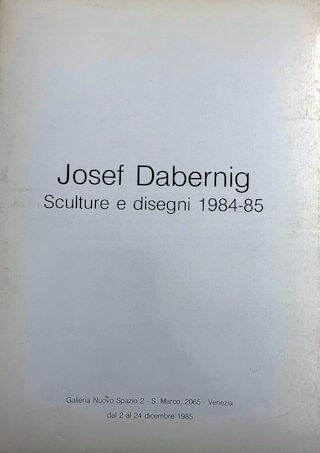 Josef Dabernig
Sculture e disegni 1984-85
Galleria Nuovo Spazio 2 - S. Marco, 2065 - Venezia
dal 2 al 24 dicembre 1985